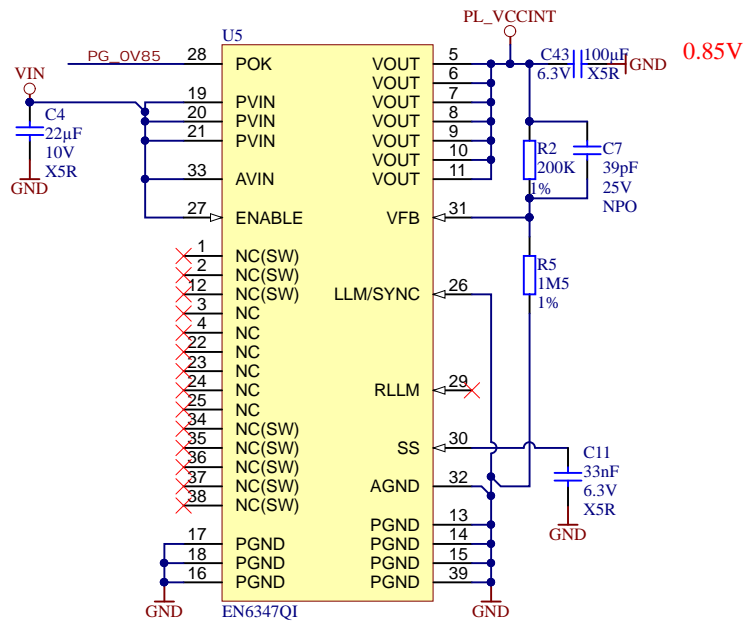 PL_VCCINT
U5
PG_0V85
28
POK
VOUT
5
C43
100µF
0.85V
6.3V
X5R
GND
VIN
VOUT
6
19
PVIN
VOUT
7
C4
22µF
10V
X5R
GND
20
PVIN
VOUT
8
21
PVIN
VOUT
9
VOUT
10
33
AVIN
VOUT
11
R2
200K
1%
C7
39pF
25V
NPO
27
ENABLE
VFB
31
1
NC(SW)
2
NC(SW)
R5
1M5
1%
12
NC(SW)
LLM/SYNC
26
3
NC
4
NC
22
NC
23
NC
24
NC
RLLM
29
25
NC
34
NC(SW)
35
NC(SW)
SS
30
C11
33nF
6.3V
X5R
GND
36
NC(SW)
37
NC(SW)
AGND
32
38
NC(SW)
PGND
13
17
PGND
PGND
14
18
PGND
PGND
15
16
PGND
PGND
39
GND
GND
EN6347QI